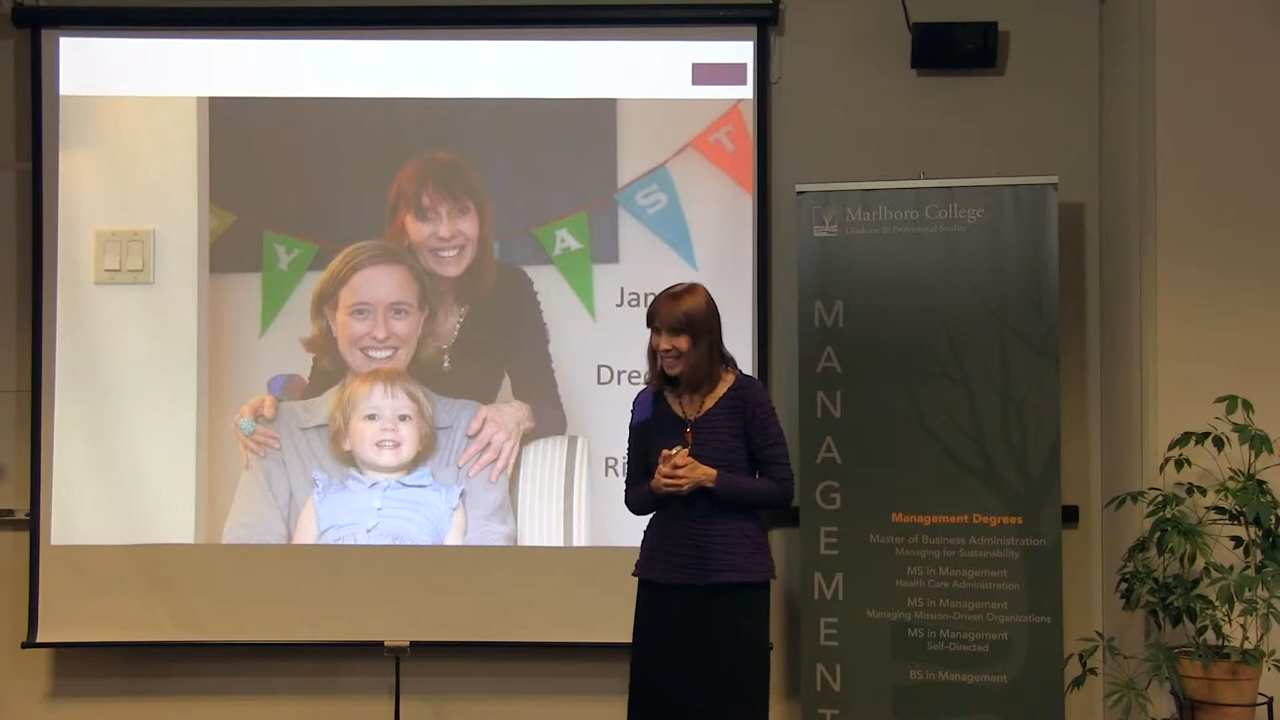 Y
A
S
T
Jan
Dre
Ri
Marlboro College
Graduate & Professional Studies
MANAGEMENT
Management Degrees
Master of Business Administration
Managing for Sustainability
MS in Management
Health Care Administration
MS in Management
Managing Mission-Driven Organizations
MS in Management
Self-Directed
BS in Management